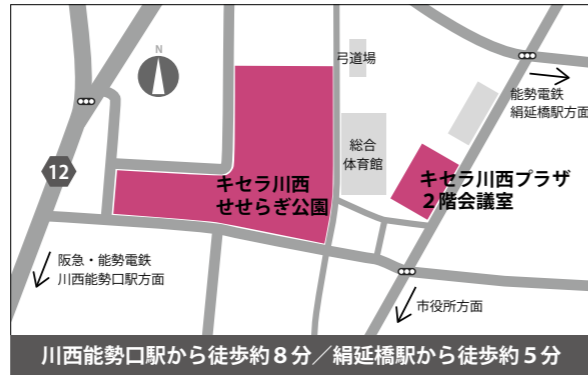 N
弓道場
能勢電鉄
絹延橋駅方面
総合
体育館
12
キセラ川西
せせらぎ公園
キセラ川西プラザ
２階会議室
阪急・能勢電鉄
川西能勢口駅方面
市役所方面
川西能勢口駅から徒歩約８分／絹延橋駅から徒歩約５分